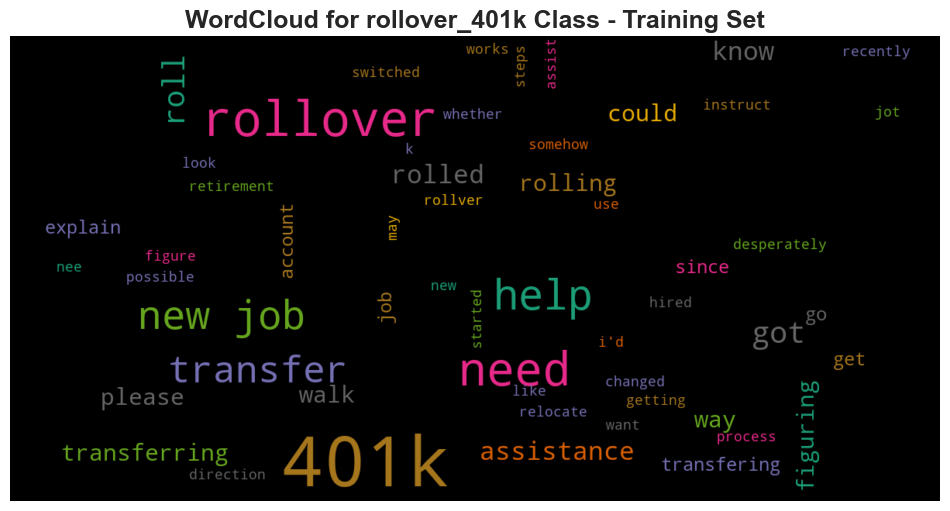 WordCloud for rollover_401k Class - Training Set
works
steps
assist
know
recently
switched
roll
rollover
whether
could
instruct
jot
k
somehow
look
retirement
rolled
rolling
rollver
use
explain
account
may
desperately
figure
nee
possible
since
new
help
hired
new job
job
started
i'd
got
go
transfer
need
get
changed
please
walk
like
getting
relocate
figuring
want
way
process
transferring
direction
401k
assistance
transfering